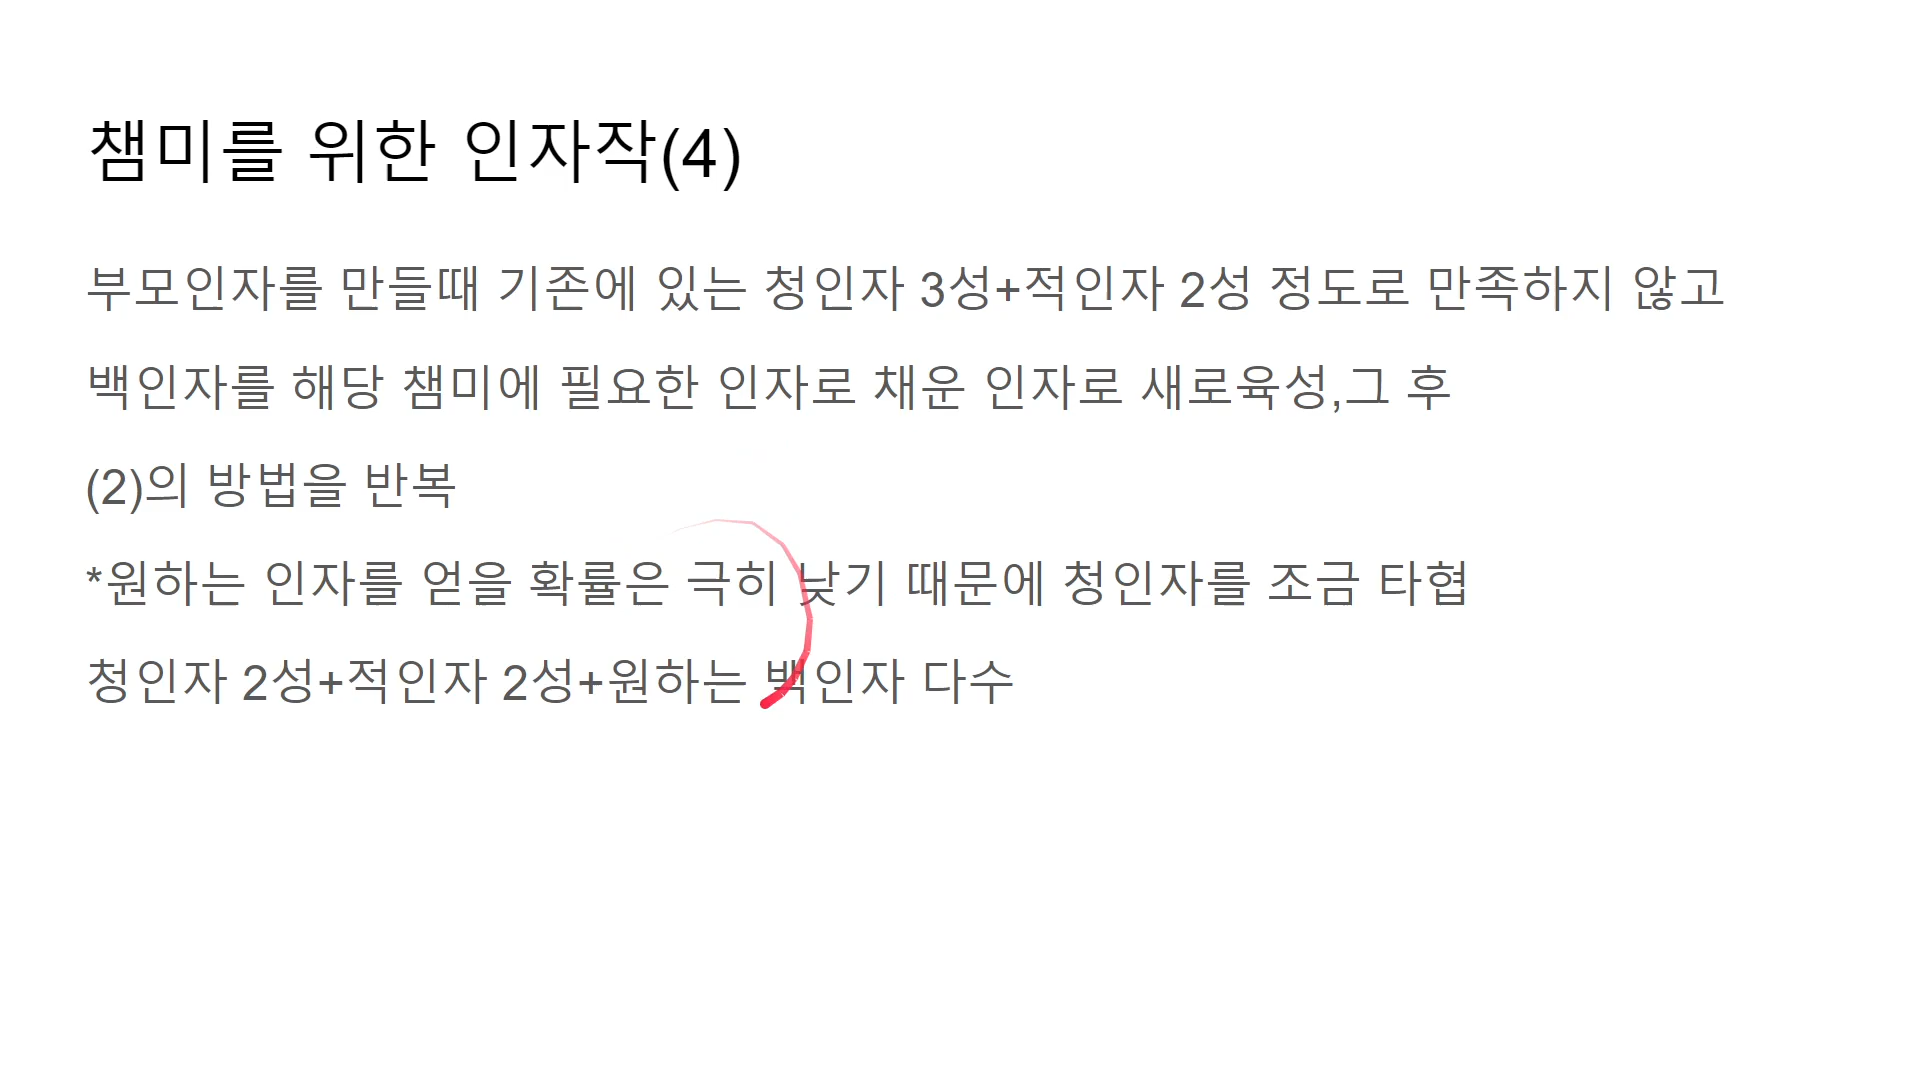 챔미를 위한 인자작(4)
부모인자를 만들때 기존에 있는 청인자 3성+적인자 2성 정도로 만족하지 않고
백인자를 해당 챔미에 필요한 인자로 채운 인자로 새로육성,그 후
(2)의 방법을 반복
*원하는 인자를 얻을 확률은 극히 낮기 때문에 청인자를 조금 타협
청인자 2성+적인자 2성+원하는 백인자 다수